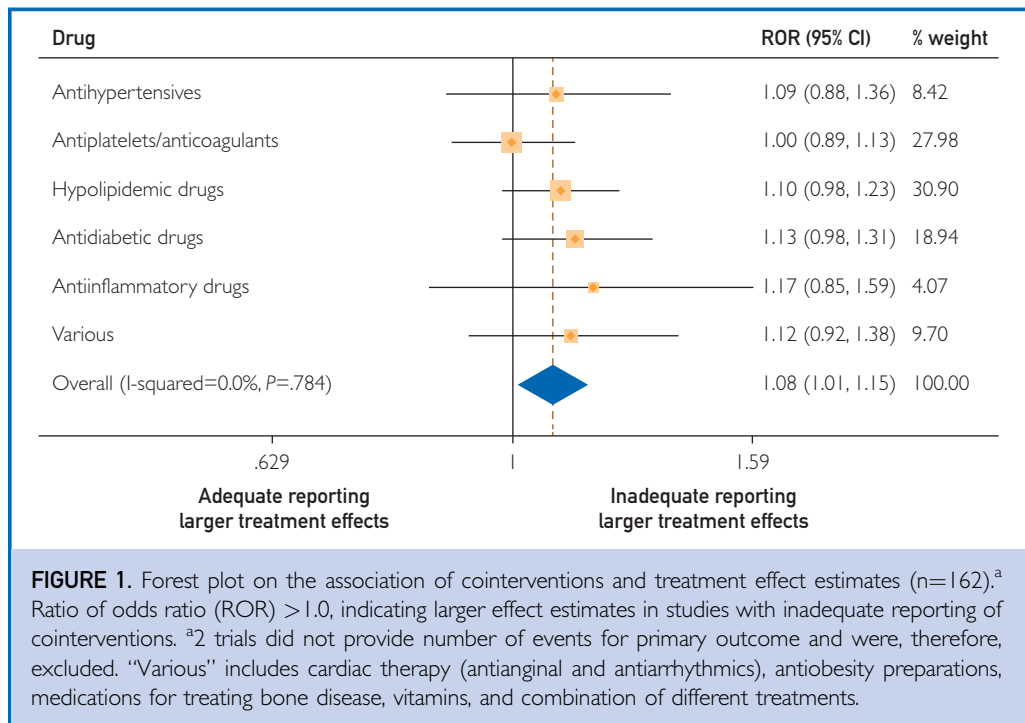 Drug ROR (95% CI) % weight
Antihypertensives 1.09 (0.88, 1.36) 8.42
Antiplatelets/anticoagulants 1.00 (0.89, 1.13) 27.98
Hypolipidemic drugs 1.10 (0.98, 1.23) 30.90
Antidiabetic drugs 1.13 (0.98, 1.31) 18.94
Antiinflammatory drugs 1.17 (0.85, 1.59) 4.07
Various 1.12 (0.92, 1.38) 9.70
Overall (I-squared=0.0%, P=.784) 1.08 (1.01, 1.15) 100.00
.629 1 1.59
Adequate reporting Inadequate reporting
larger treatment effects larger treatment effects
FIGURE 1. Forest plot on the association of cointerventions and treatment effect estimates (n=162).a
Ratio of odds ratio (ROR) >1.0, indicating larger effect estimates in studies with inadequate reporting of
cointerventions. a2 trials did not provide number of events for primary outcome and were, therefore,
excluded. “Various” includes cardiac therapy (antianginal and antiarrhythmics), antiobesity preparations,
medications for treating bone disease, vitamins, and combination of different treatments.